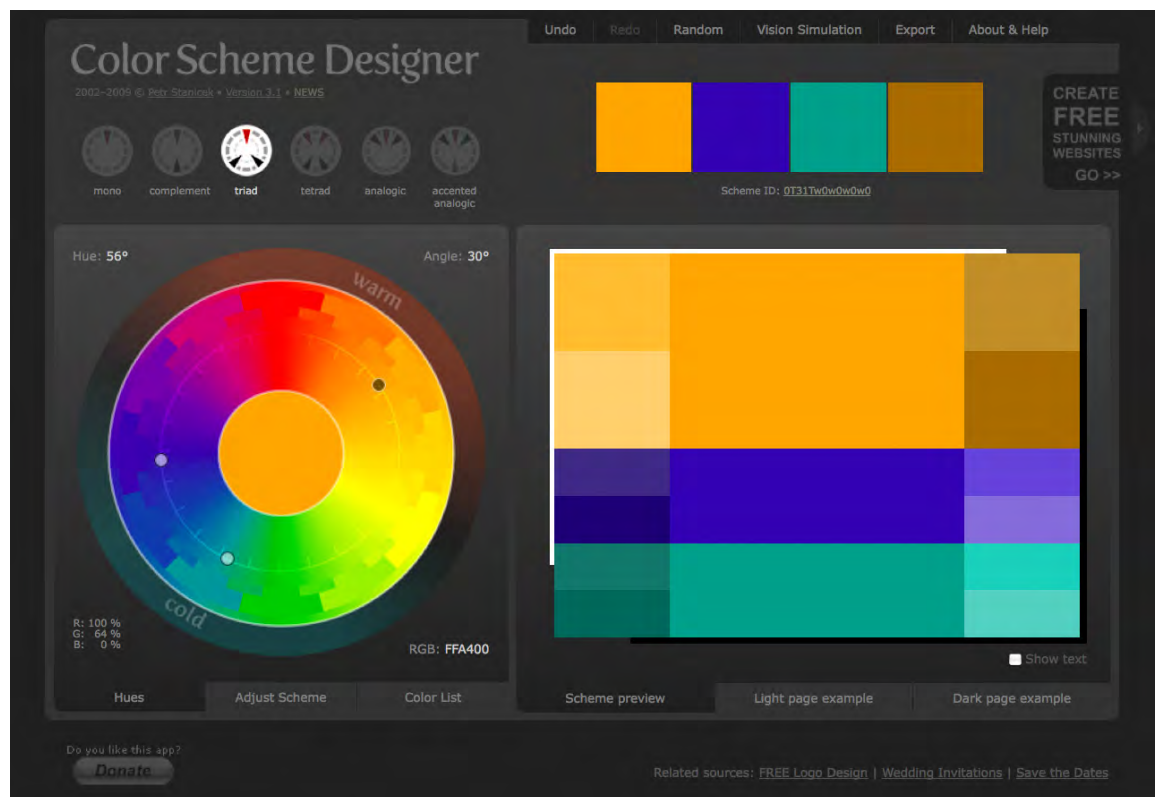 Undo
Redo
Random
Vision Simulation
Export
About & Help
Color Scheme Designer
2002–2009 © Petr Stanicek • Version 3.1 • NEWS
mono
complement
triad
tetrad
analogic
accented
analogic
Scheme ID: 0T31Tw0w0w0w0
CREATE
FREE
STUNNING
WEBSITES
GO >>
Hue: 56°
Angle: 30°
warm
cold
R: 100 %
G: 64 %
B: 0 %
RGB: FFA400
Show text
Hues
Adjust Scheme
Color List
Scheme preview
Light page example
Dark page example
Do you like this app?
Donate
Related sources: FREE Logo Design | Wedding Invitations | Save the Dates